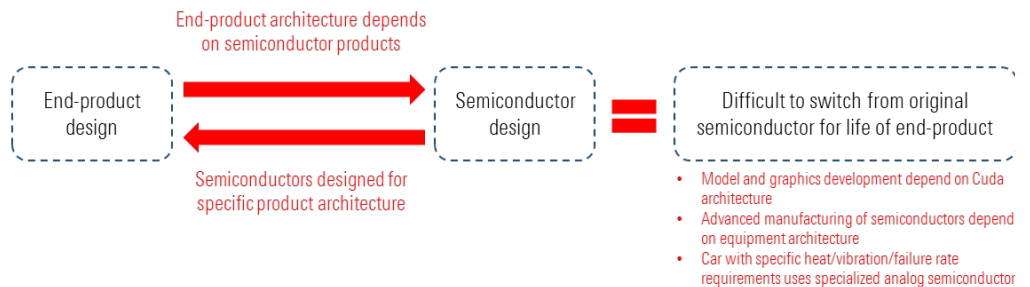 End-product architecture depends
on semiconductor products
End-product
design
Semiconductor
design
Difficult to switch from original
semiconductor for life of end-product
Semiconductors designed for
specific product architecture
• Model and graphics development depend on Cuda
architecture
• Advanced manufacturing of semiconductors depend
on equipment architecture
• Car with specific heat/vibration/failure rate
requirements uses specialized analog semiconductor